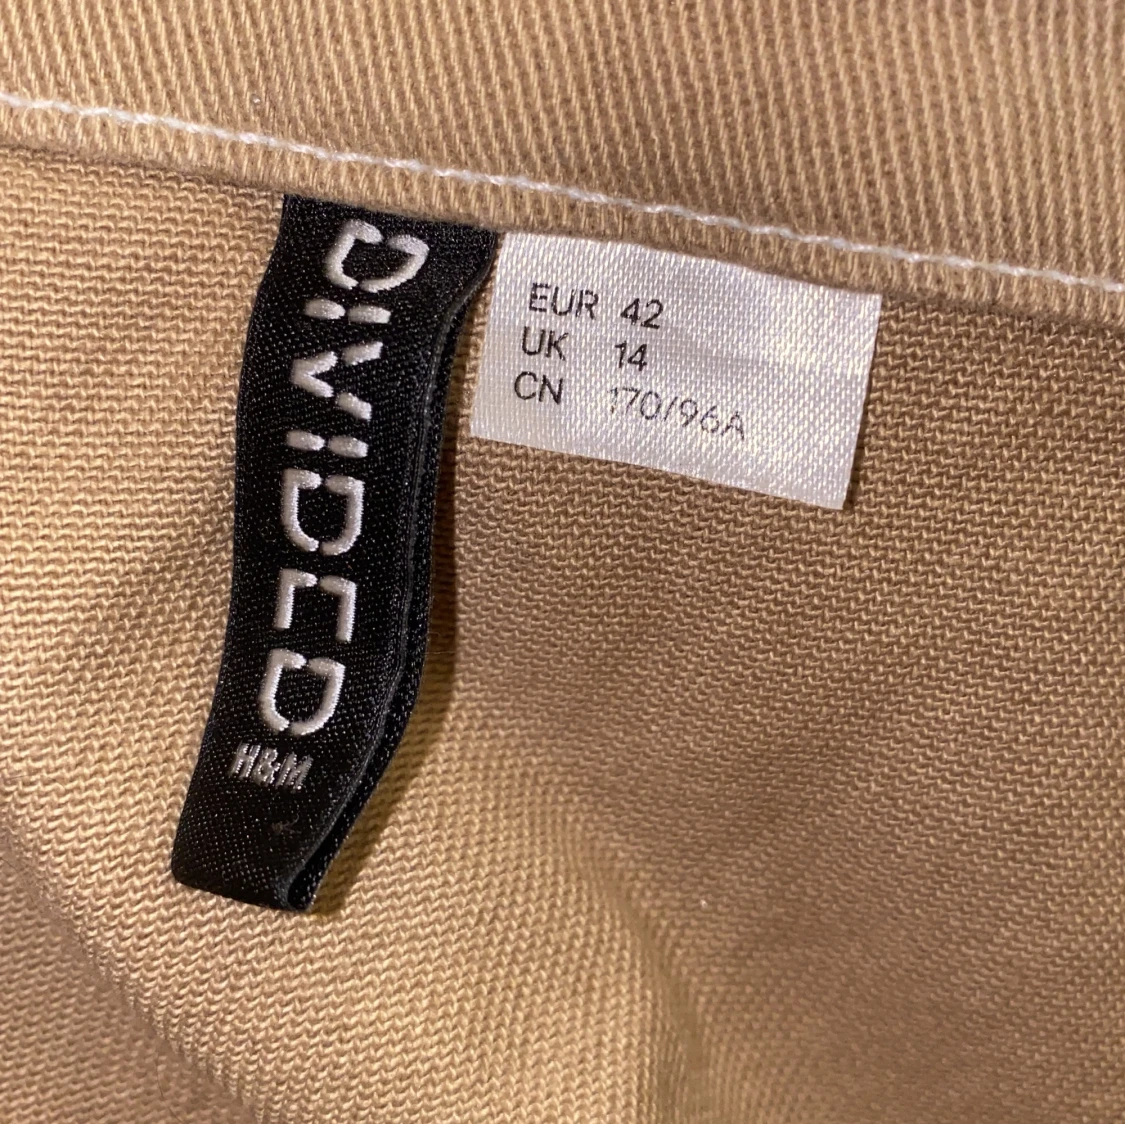 DIVIDED
H&M
EUR 42
UK 14
CN 170/96A